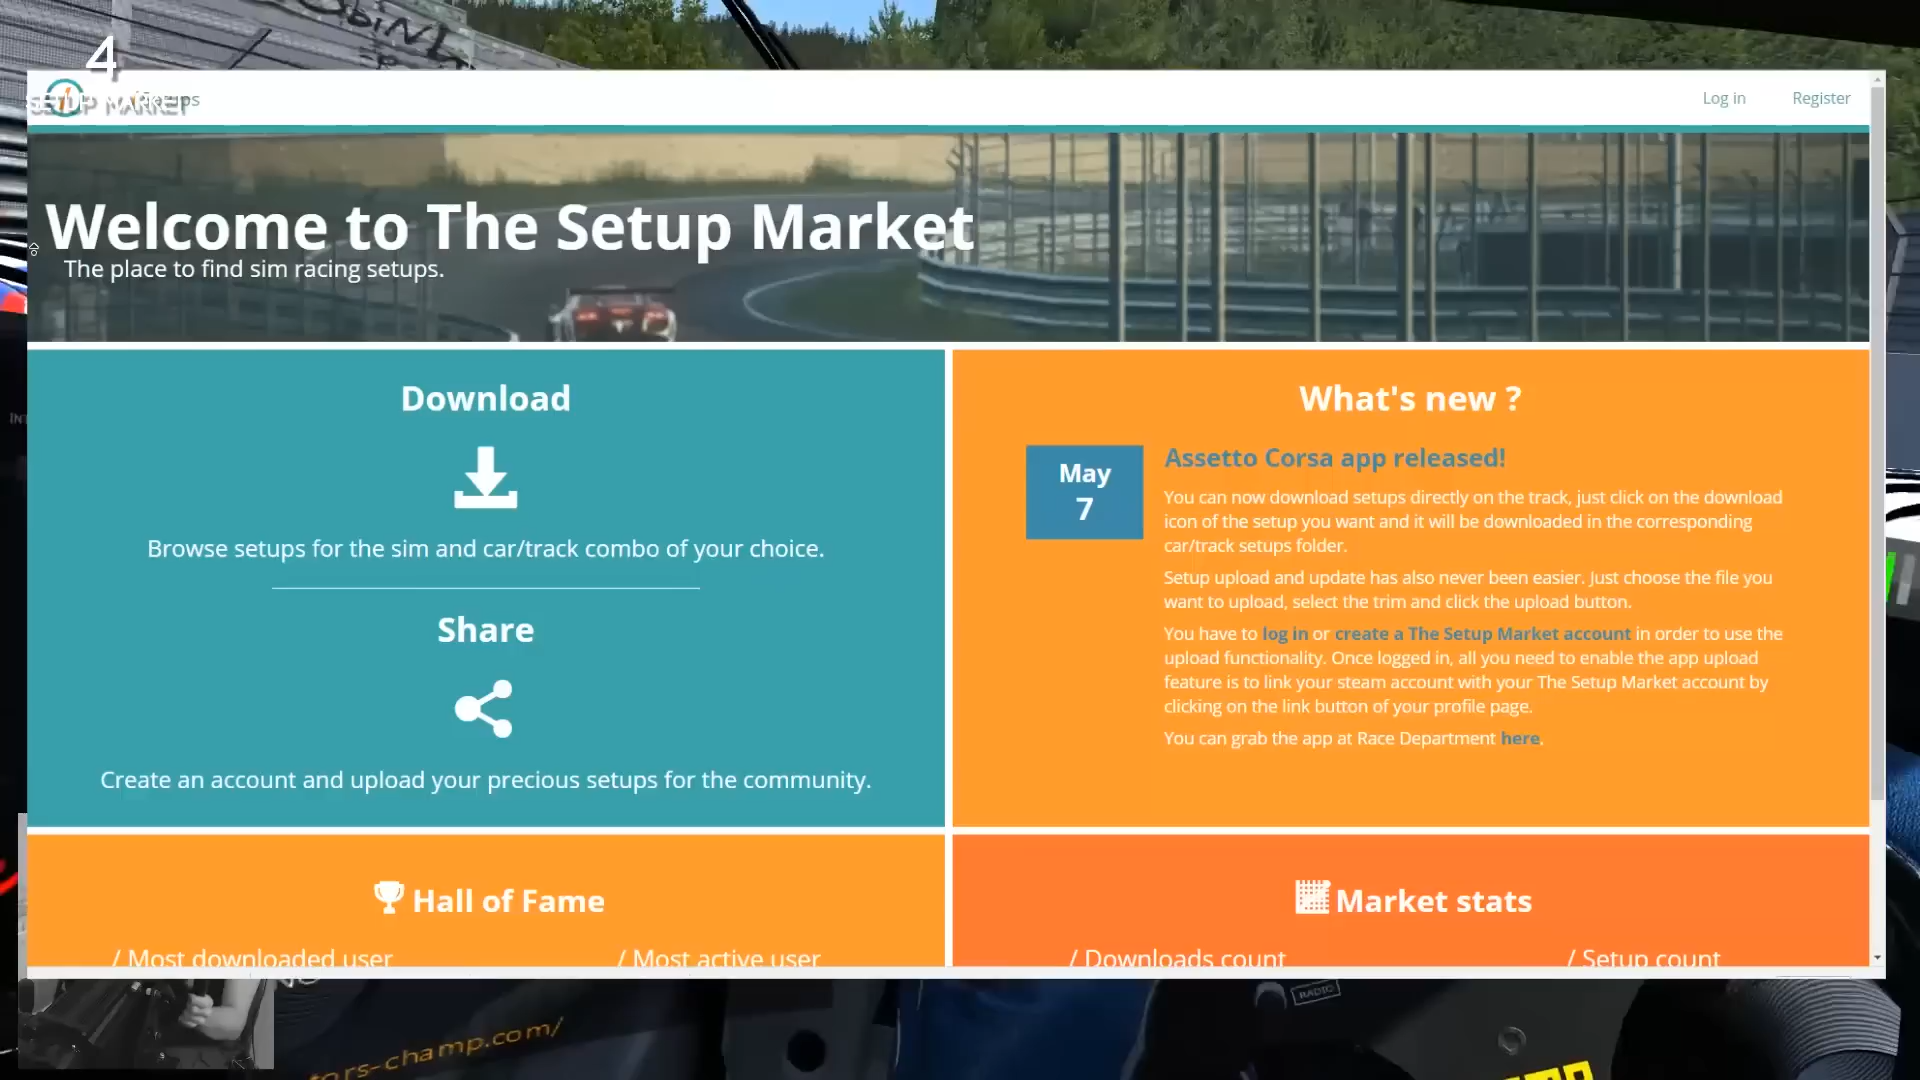 4
SETUP MARKET
Log in
Register
Welcome to The Setup Market
The place to find sim racing setups.
Download
Browse setups for the sim and car/track combo of your choice.
Share
Create an account and upload your precious setups for the community.
What's new ?
May
7
Assetto Corsa app released!
You can now download setups directly on the track, just click on the download
icon of the setup you want and it will be downloaded in the corresponding
car/track setups folder.
Setup upload and update has also never been easier. Just choose the file you
want to upload, select the trim and click the upload button.
You have to log in or create a The Setup Market account in order to use the
upload functionality. Once logged in, all you need to enable the app upload
feature is to link your steam account with your The Setup Market account by
clicking on the link button of your profile page.
You can grab the app at Race Department here.
Hall of Fame
/ Most downloaded user
/ Most active user
Market stats
/ Downloads count
/ Setup count
RADIO